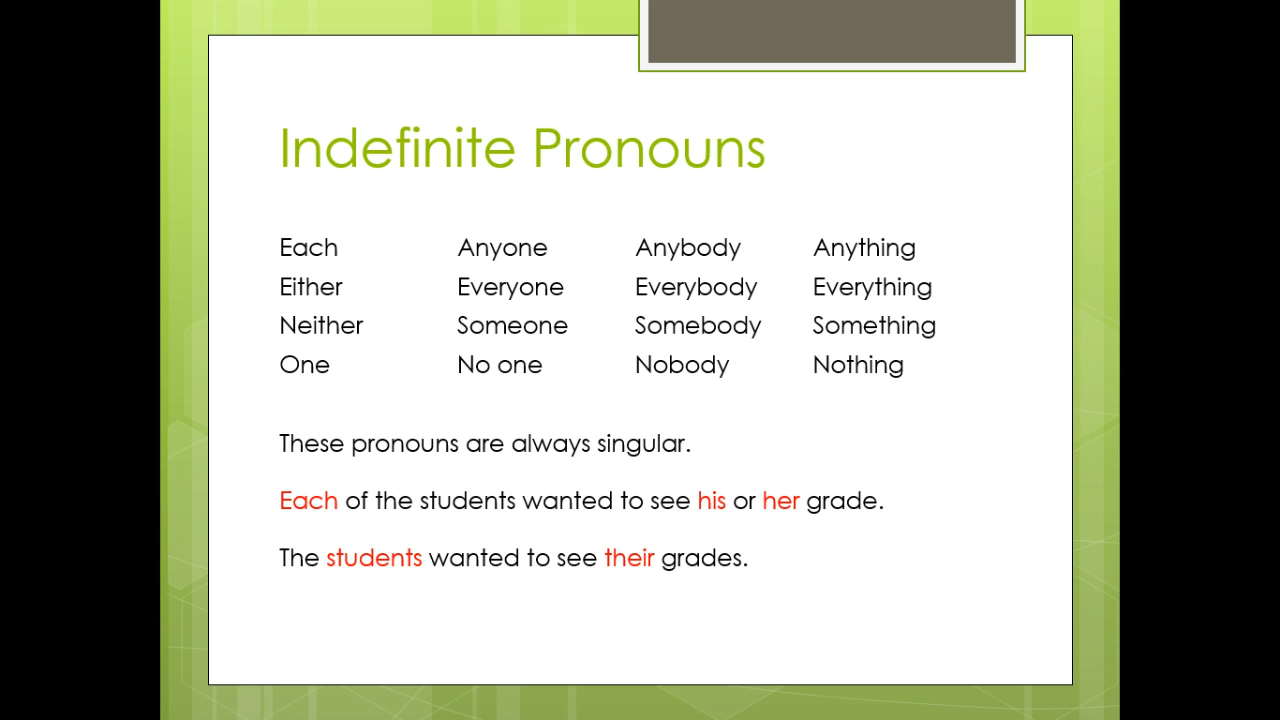 Indefinite Pronouns
Each Anyone Anybody Anything
Either Everyone Everybody Everything
Neither Someone Somebody Something
One No one Nobody Nothing
These pronouns are always singular.
Each of the students wanted to see his or her grade.
The students wanted to see their grades.